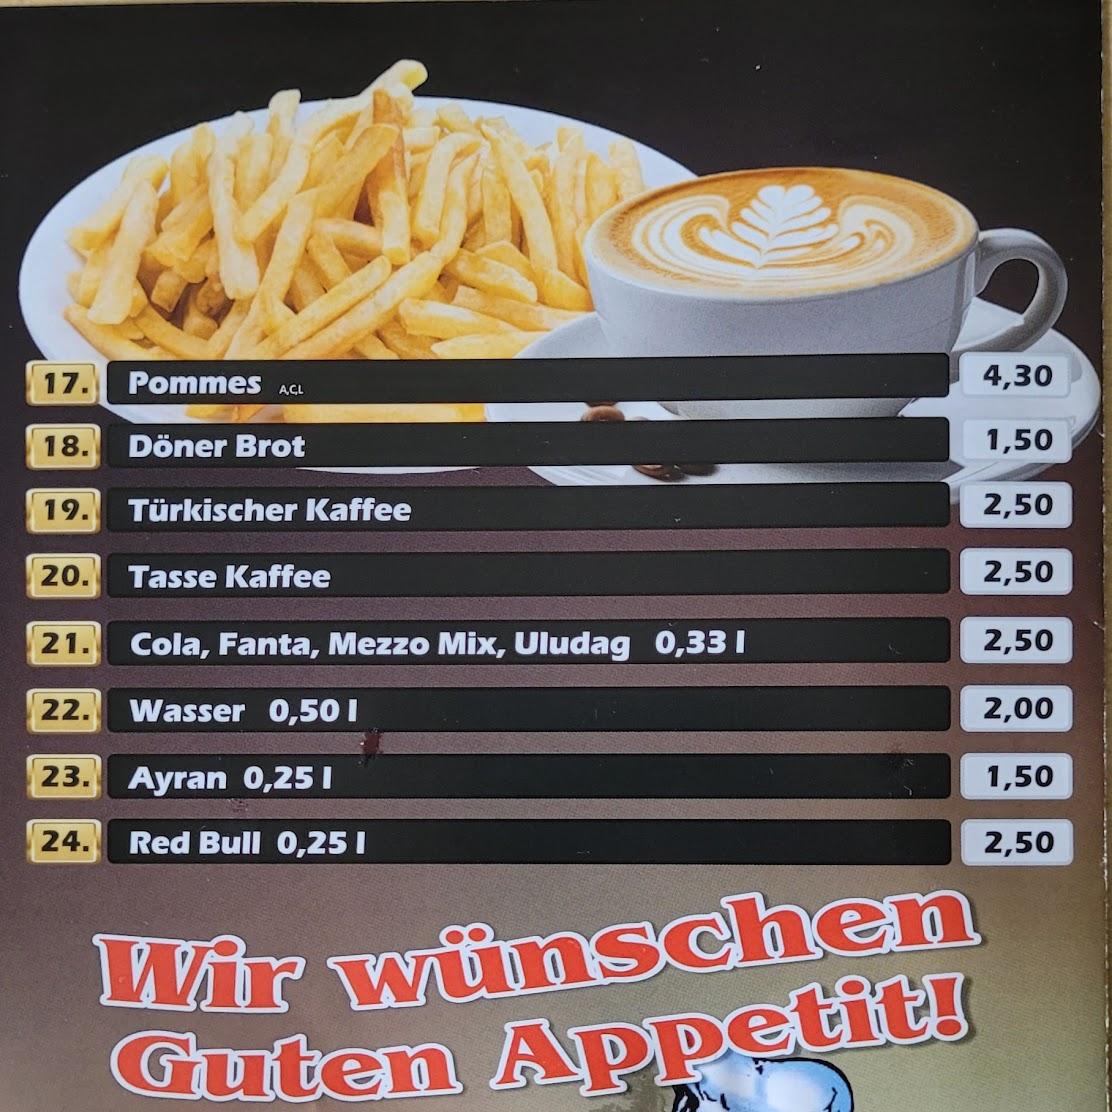 17. Pommes A,C,L 4,30
18. Döner Brot 1,50
19. Türkischer Kaffee 2,50
20. Tasse Kaffee 2,50
21. Cola, Fanta, Mezzo Mix, Uludag 0,33 l 2,50
22. Wasser 0,50 l 2,00
23. Ayran 0,25 l 1,50
24. Red Bull 0,25 l 2,50
Wir wünschen
Guten Appetit!